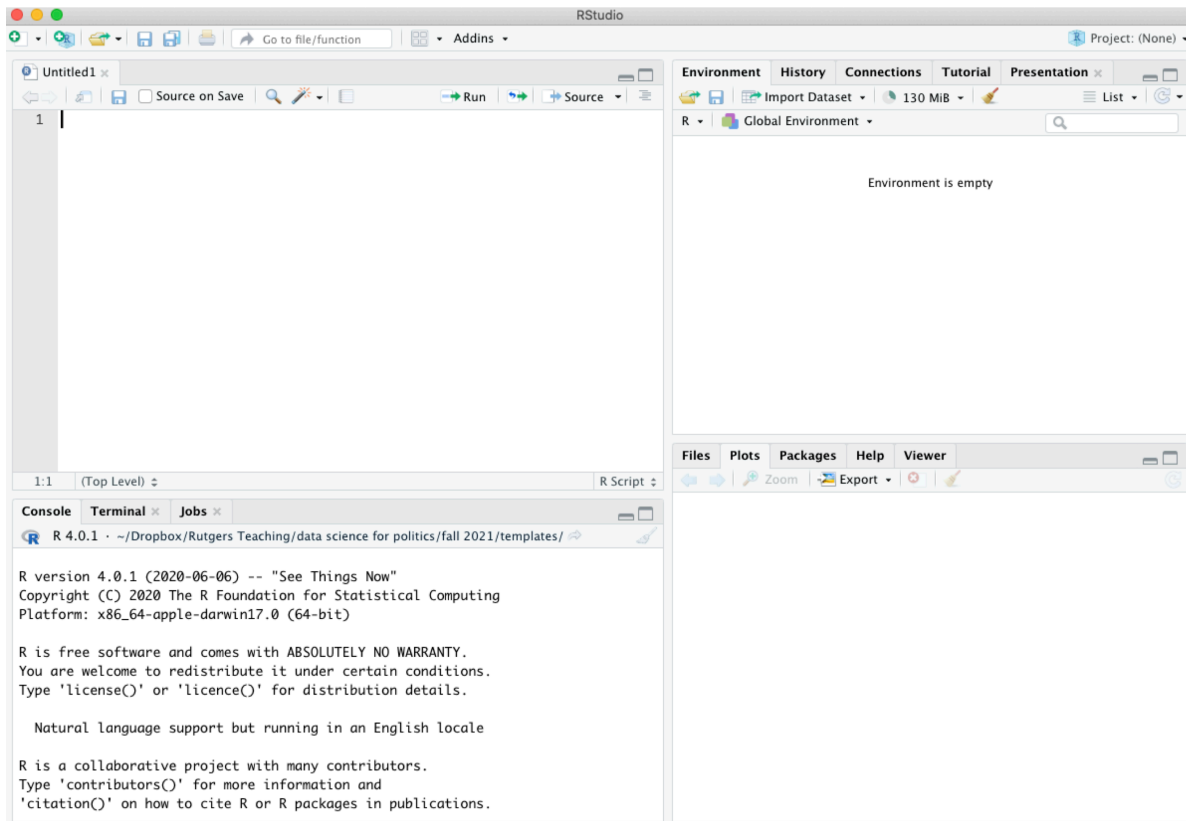 RStudio
Go to file/function Addins Project: (None)
Untitled1
Source on Save Run Source
1
1:1 (Top Level) R Script
Console Terminal Jobs
R 4.0.1 · ~/Dropbox/Rutgers Teaching/data science for politics/fall 2021/templates/
R version 4.0.1 (2020-06-06) -- "See Things Now"
Copyright (C) 2020 The R Foundation for Statistical Computing
Platform: x86_64-apple-darwin17.0 (64-bit)
R is free software and comes with ABSOLUTELY NO WARRANTY.
You are welcome to redistribute it under certain conditions.
Type 'license()' or 'licence()' for distribution details.
Natural language support but running in an English locale
R is a collaborative project with many contributors.
Type 'contributors()' for more information and
'citation()' on how to cite R or R packages in publications.
Environment History Connections Tutorial Presentation
Import Dataset 130 MiB List
R Global Environment
Environment is empty
Files Plots Packages Help Viewer
Zoom Export